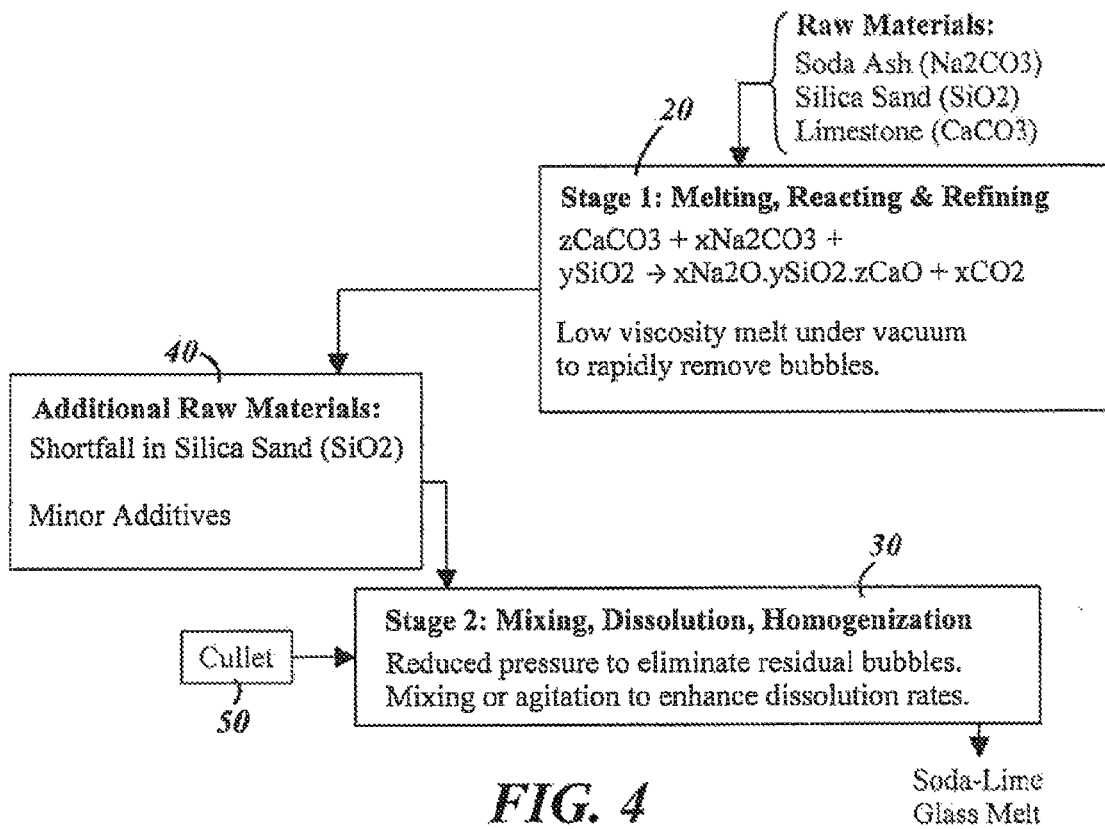 Raw Materials:
Soda Ash (Na2CO3)
Silica Sand (SiO2)
Limestone (CaCO3)
20
Stage 1: Melting, Reacting & Refining
zCaCO3 + xNa2CO3 +
ySiO2 → xNa2O.ySiO2.zCaO + xCO2
Low viscosity melt under vacuum
to rapidly remove bubbles.
40
Additional Raw Materials:
Shortfall in Silica Sand (SiO2)
Minor Additives
30
Stage 2: Mixing, Dissolution, Homogenization
Reduced pressure to eliminate residual bubbles.
Mixing or agitation to enhance dissolution rates.
Cullet
50
Soda-Lime
Glass Melt
FIG. 4